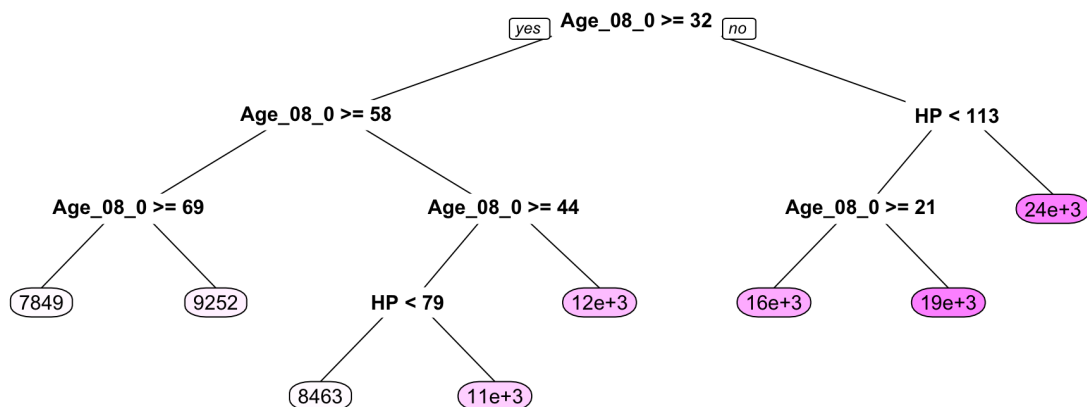 yes Age_08_0 >= 32 no
Age_08_0 >= 58 HP < 113
Age_08_0 >= 69 Age_08_0 >= 44 Age_08_0 >= 21 24e+3
7849 9252 HP < 79 12e+3 16e+3 19e+3
8463 11e+3